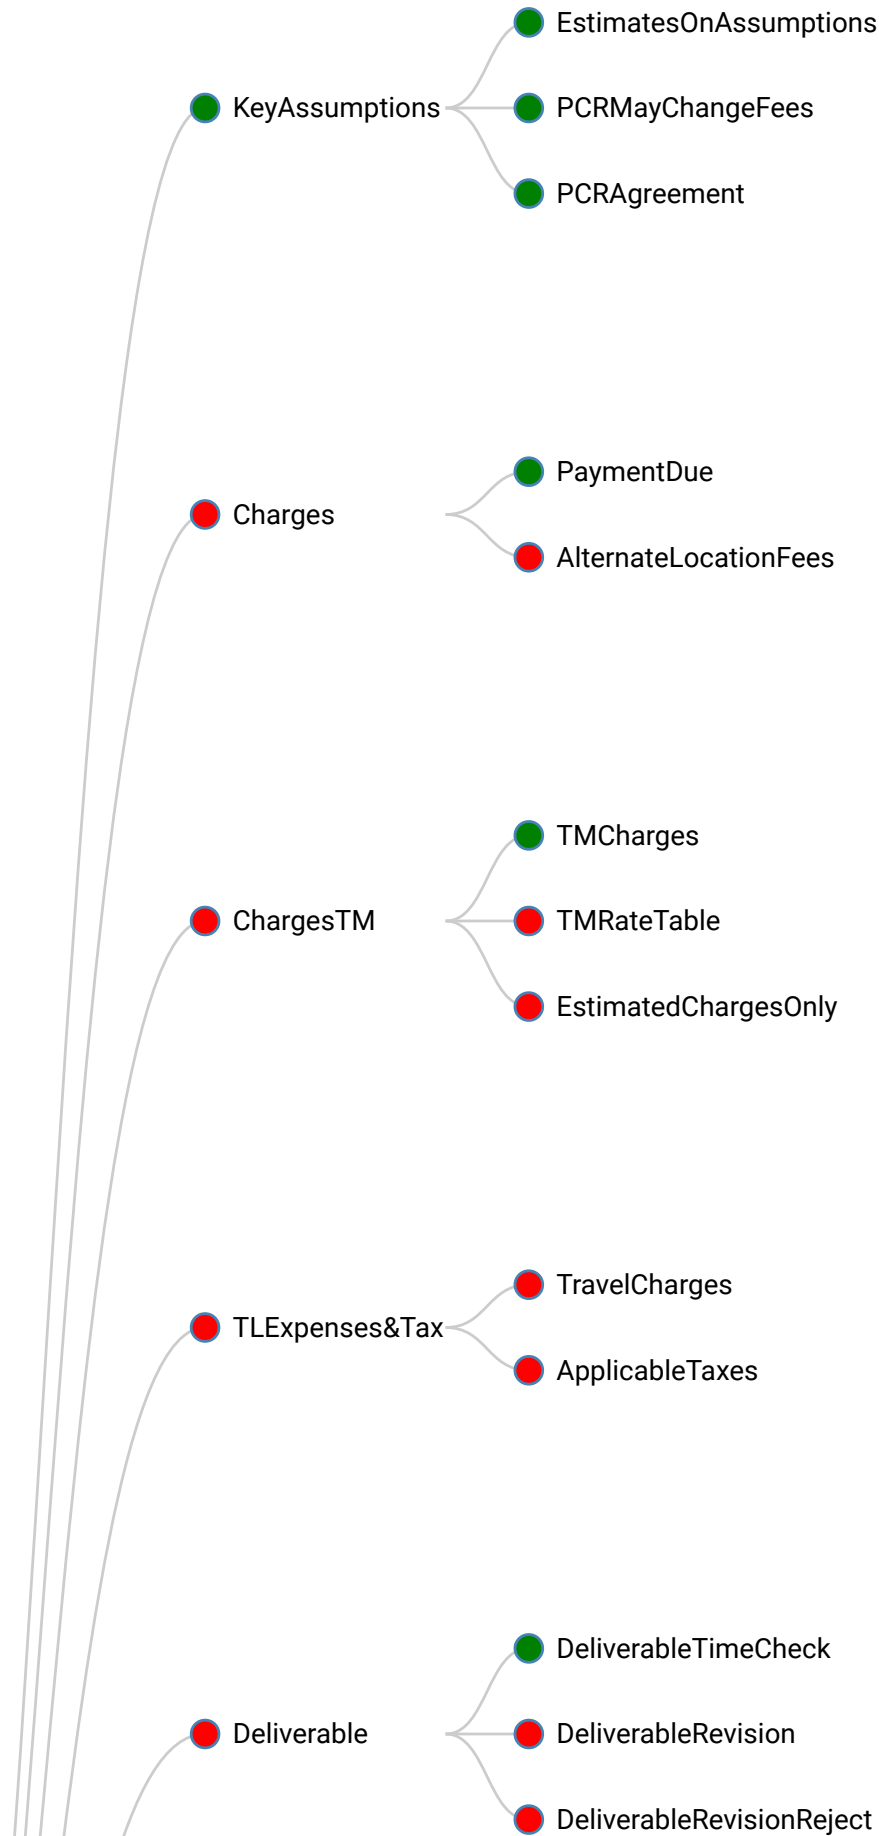 KeyAssumptions
EstimatesOnAssumptions
PCRMayChangeFees
PCRAgreement
Charges
PaymentDue
AlternateLocationFees
ChargesTM
TMCharges
TMRateTable
EstimatedChargesOnly
TLExpenses&Tax
TravelCharges
ApplicableTaxes
Deliverable
DeliverableTimeCheck
DeliverableRevision
DeliverableRevisionReject